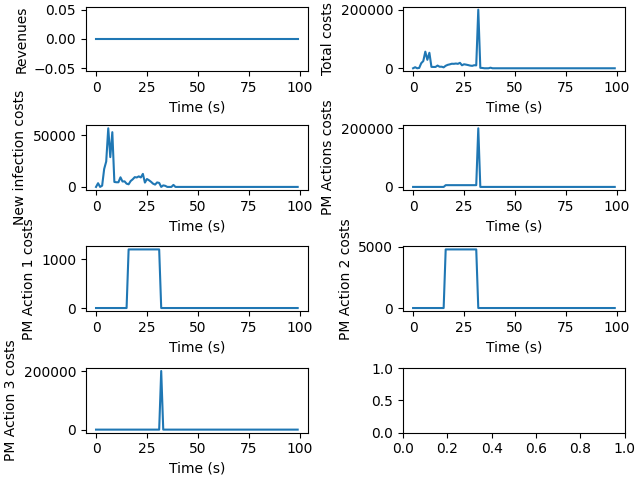 Revenues
0.05
0.00
−0.05
0 25 50 75 100
Time (s)
Total costs
200000
0
0 25 50 75 100
Time (s)
New infection costs
50000
0
0 25 50 75 100
Time (s)
PM Actions costs
200000
0
0 25 50 75 100
Time (s)
PM Action 1 costs
1000
0
0 25 50 75 100
Time (s)
PM Action 2 costs
5000
0
0 25 50 75 100
Time (s)
PM Action 3 costs
200000
0
0 25 50 75 100
Time (s)
1.0
0.5
0.0
0.0 0.2 0.4 0.6 0.8 1.0